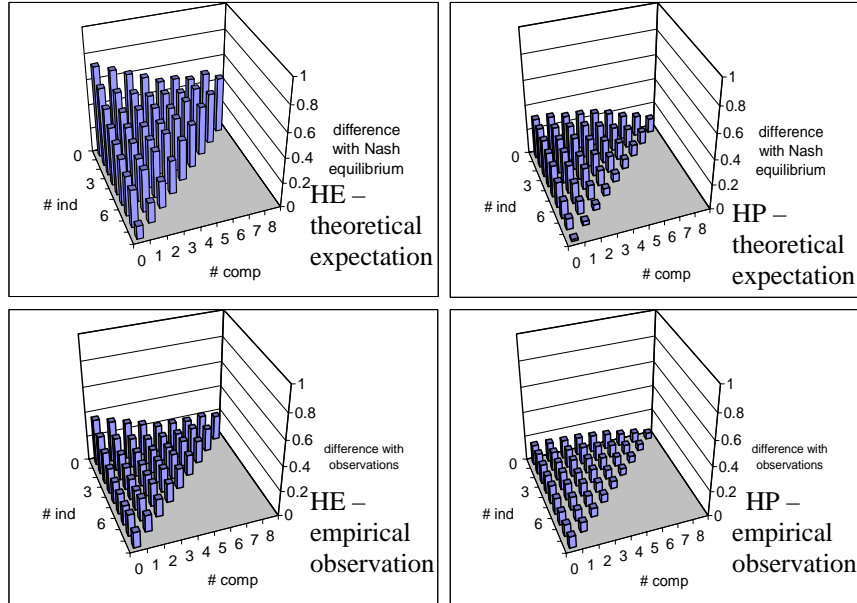 1
0.8
0.6
0.4
0.2
0
difference
with Nash
equilibrium
0
3
6
# ind
0 1 2 3 4 5 6 7 8
# comp
HE –
theoretical
expectation
1
0.8
0.6
0.4
0.2
0
difference
with Nash
equilibrium
0
3
6
# ind
0 1 2 3 4 5 6 7 8
# comp
HP –
theoretical
expectation
1
0.8
0.6
0.4
0.2
0
difference with
observations
0
3
6
# ind
0 1 2 3 4 5 6 7 8
# comp
HE –
empirical
observation
1
0.8
0.6
0.4
0.2
0
difference with
observations
0
3
6
# ind
0 1 2 3 4 5 6 7 8
# comp
HP –
empirical
observation